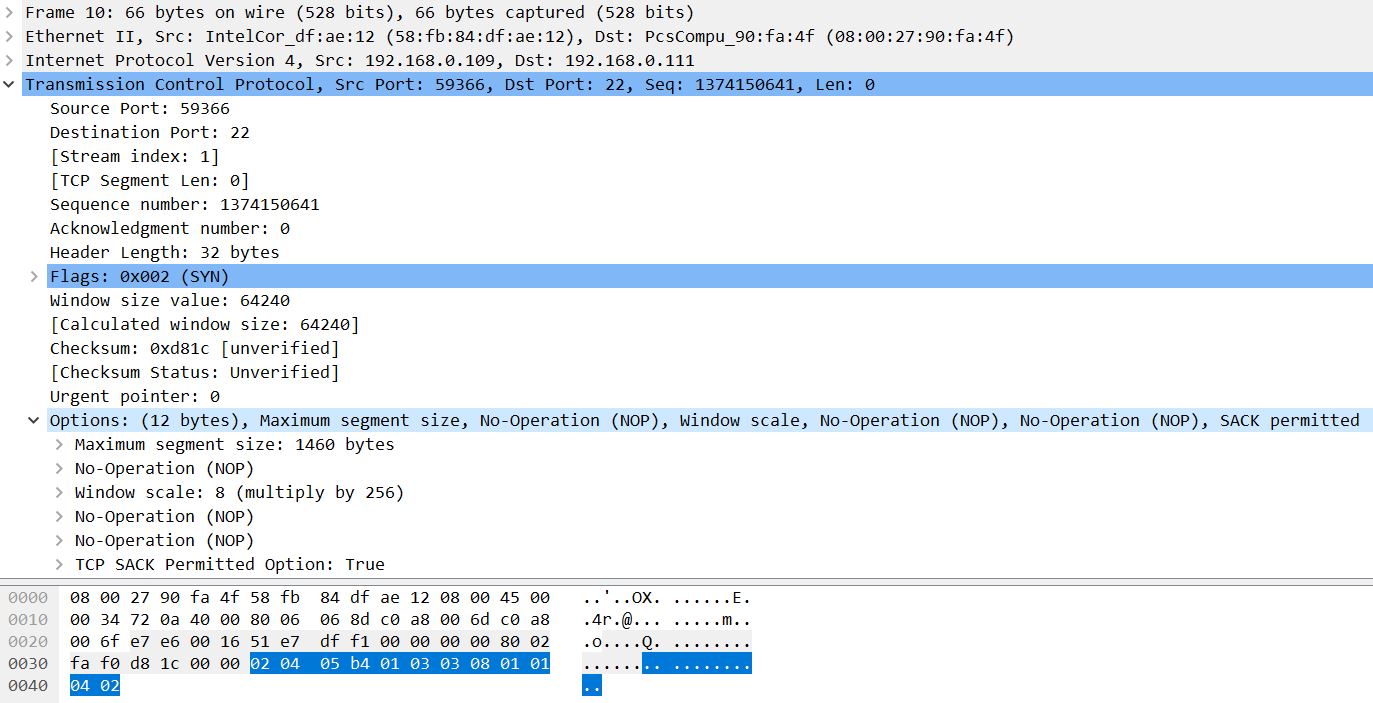 Frame 10: 66 bytes on wire (528 bits), 66 bytes captured (528 bits)
Ethernet II, Src: IntelCor_df:ae:12 (58:fb:84:df:ae:12), Dst: PcsCompu_90:fa:4f (08:00:27:90:fa:4f)
Internet Protocol Version 4, Src: 192.168.0.109, Dst: 192.168.0.111
Transmission Control Protocol, Src Port: 59366, Dst Port: 22, Seq: 1374150641, Len: 0
Source Port: 59366
Destination Port: 22
[Stream index: 1]
[TCP Segment Len: 0]
Sequence number: 1374150641
Acknowledgment number: 0
Header Length: 32 bytes
Flags: 0x002 (SYN)
Window size value: 64240
[Calculated window size: 64240]
Checksum: 0xd81c [unverified]
[Checksum Status: Unverified]
Urgent pointer: 0
Options: (12 bytes), Maximum segment size, No-Operation (NOP), Window scale, No-Operation (NOP), No-Operation (NOP), SACK permitted
Maximum segment size: 1460 bytes
No-Operation (NOP)
Window scale: 8 (multiply by 256)
No-Operation (NOP)
No-Operation (NOP)
TCP SACK Permitted Option: True
0000 08 00 27 90 fa 4f 58 fb 84 df ae 12 08 00 45 00 ..'..OX. ......E.
0010 00 34 72 0a 40 00 80 06 06 8d c0 a8 00 6d c0 a8 .4r.@... .....m..
0020 00 6f e7 e6 00 16 51 e7 df f1 00 00 00 00 80 02 .o....Q. ........
0030 fa f0 d8 1c 00 00 02 04 05 b4 01 03 03 08 01 01 ........ ........
0040 04 02 ..